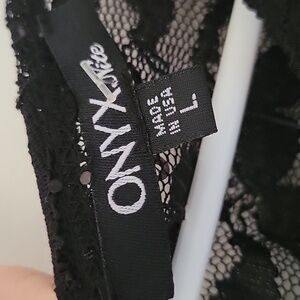 ONYX Nite
MADE
IN USA
L